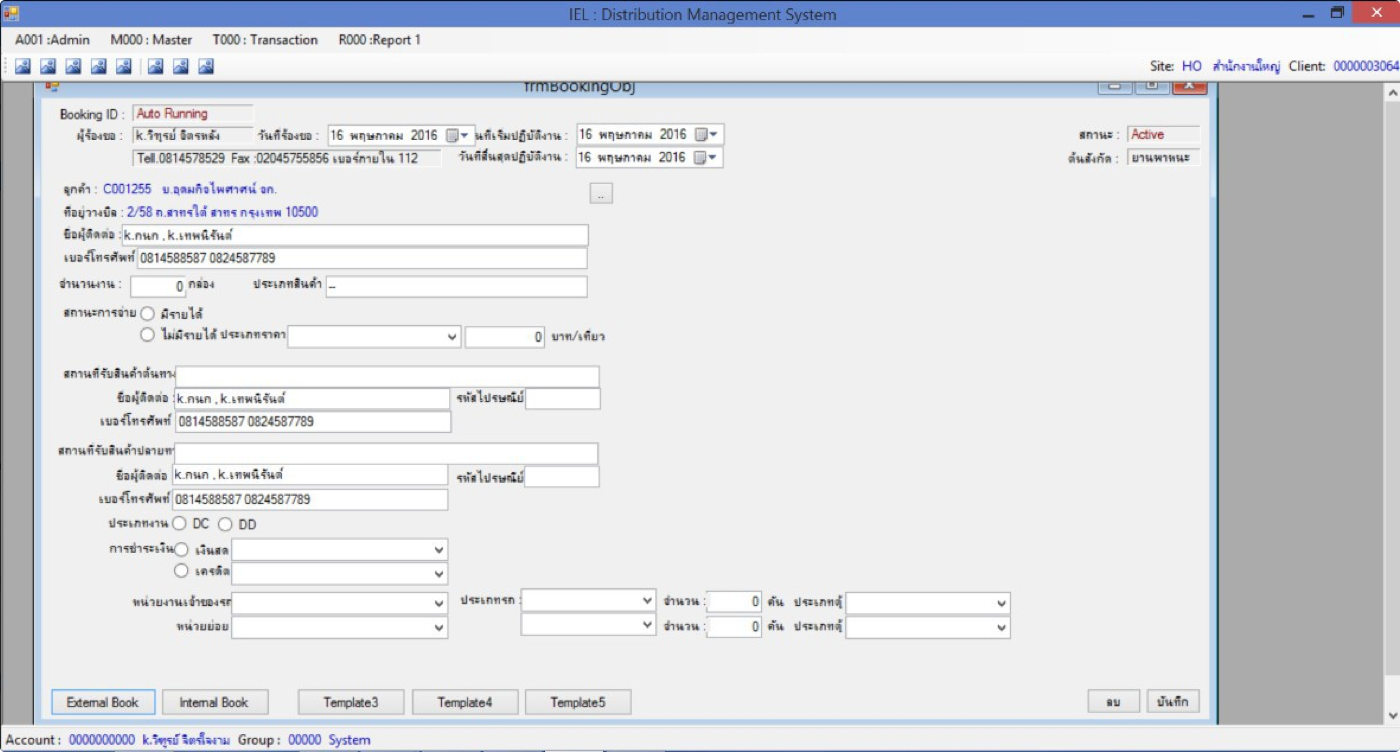 IEL : Distribution Management System
A001 :Admin M000 : Master T000 : Transaction R000 :Report 1
Site: HO สำนักงานใหญ่ Client: 0000003064
frmBookingObj
Booking ID : Auto Running
ผู้ร้องขอ : k.วิฑูรย์ จิตรหลัง วันที่ร้องขอ : 16 พฤษภาคม 2016 นที่เริ่มปฏิบัติงาน : 16 พฤษภาคม 2016 สถานะ : Active
Tell.0814578529 Fax :02045755856 เบอร์ภายใน 112 วันที่สิ้นสุดปฏิบัติงาน : 16 พฤษภาคม 2016 ต้นสังกัด : ยานพาหนะ
ลูกค้า : C001255 บ.อุดมกิจไพศาศน์ จก. ..
ที่อยู่วางบิล : 2/58 ถ.สาทรใต้ สาทร กรุงเทพ 10500
ชื่อผู้ติดต่อ : k.กนก , k.เทพนิรันต์
เบอร์โทรศัพท์ 0814588587 0824587789
จำนวนงาน : 0 กล่อง ประเภทสินค้า --
สถานะการจ่าย มีรายได้
ไม่มีรายได้ ประเภทราคา 0 บาท/เที่ยว
สถานที่รับสินค้าต้นทาง
ชื่อผู้ติดต่อ : k.กนก , k.เทพนิรันต์ รหัสไปรษณีย์
เบอร์โทรศัพท์ 0814588587 0824587789
สถานที่รับสินค้าปลายทา
ชื่อผู้ติดต่อ k.กนก , k.เทพนิรันต์ รหัสไปรษณีย์
เบอร์โทรศัพท์ 0814588587 0824587789
ประเภทงาน DC DD
การชำระเงิน เงินสด
เครดิต
หน่วยงานเจ้าของรถ ประเภทรถ : จำนวน : 0 คัน ประเภทตู้
หน่วยย่อย จำนวน : 0 คัน ประเภทตู้
External Book Internal Book Template3 Template4 Template5 ลบ บันทึก
Account : 0000000000 k.วิฑูรย์ จิตรใจงาม Group : 00000 System